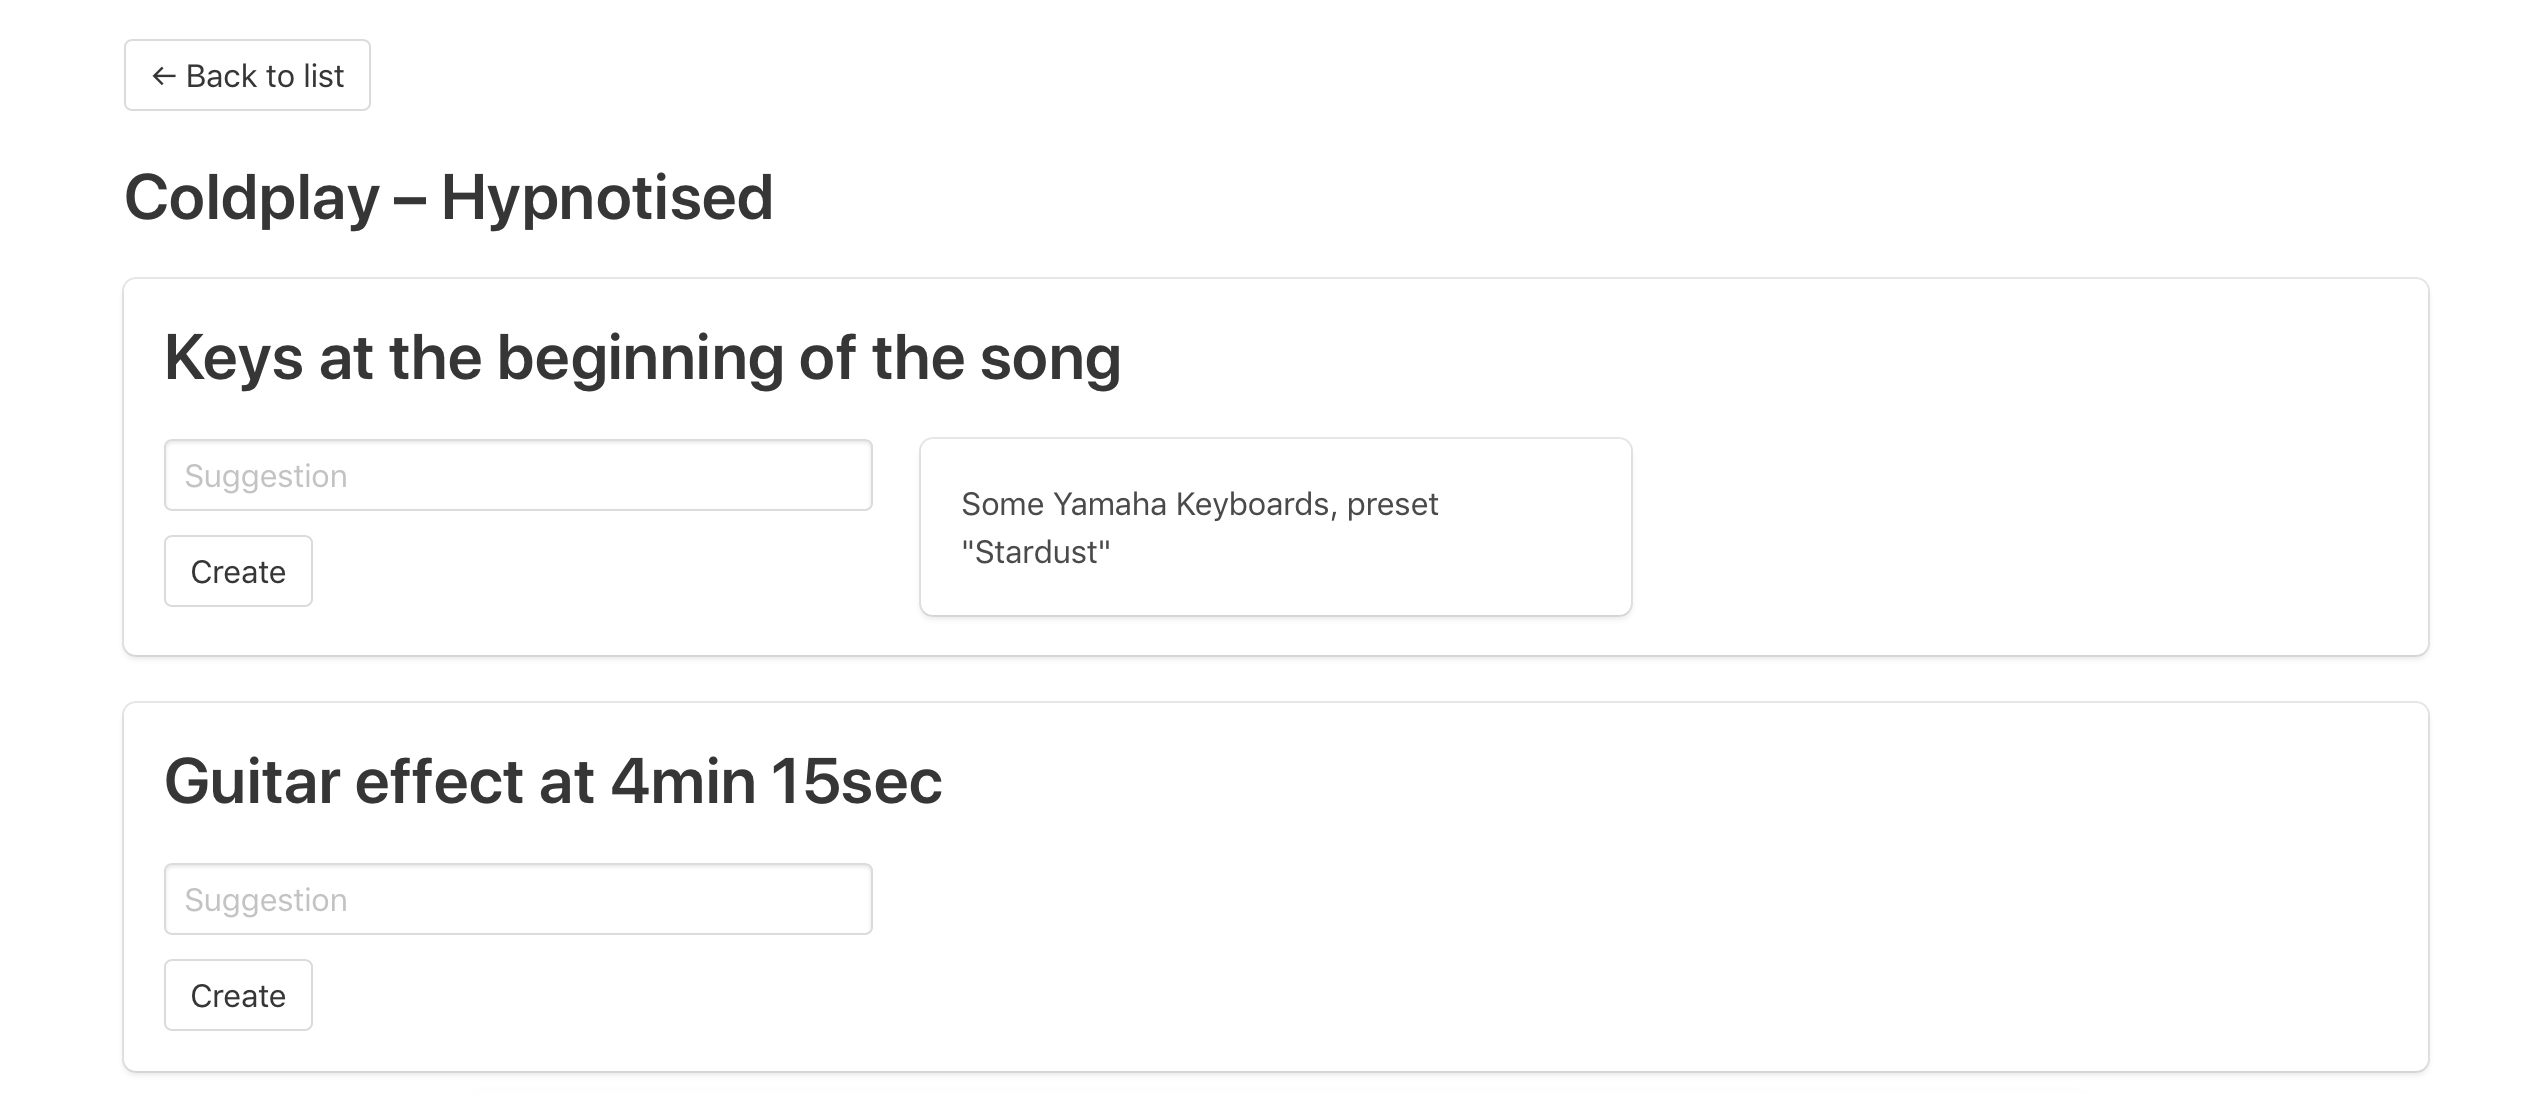 ← Back to list
Coldplay – Hypnotised
Keys at the beginning of the song
Suggestion
Create
Some Yamaha Keyboards, preset
"Stardust"
Guitar effect at 4min 15sec
Suggestion
Create